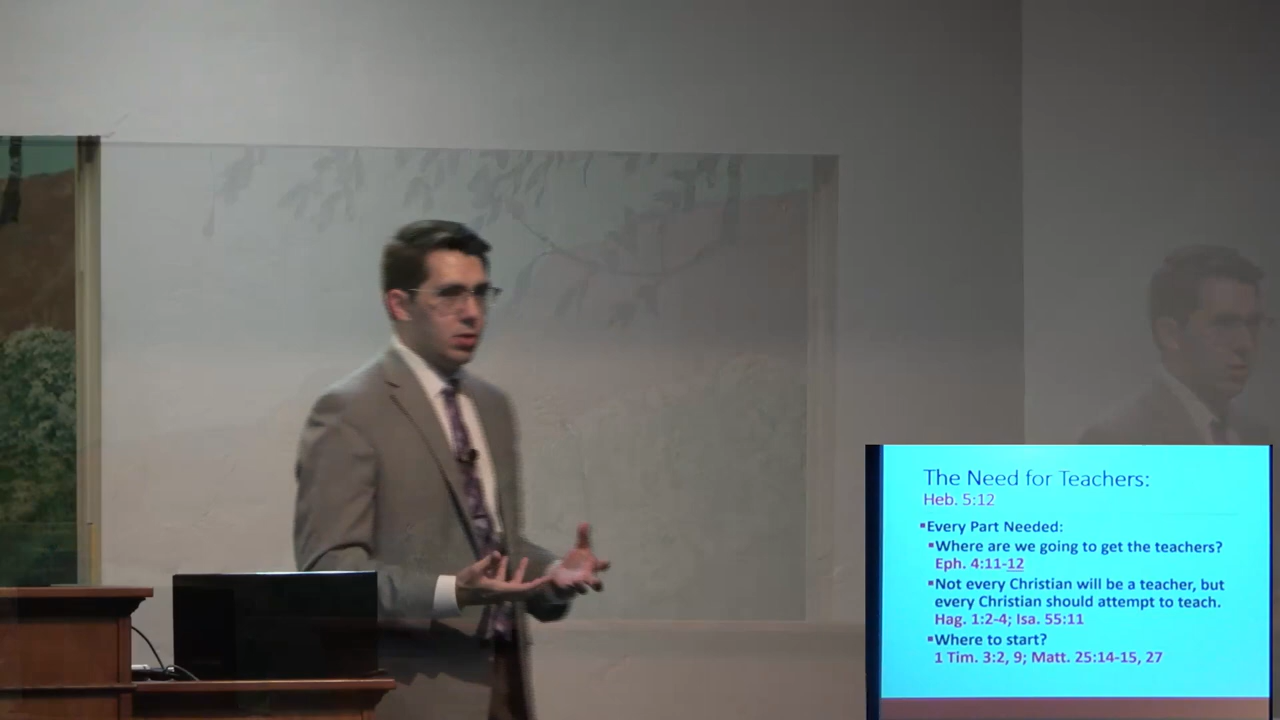 The Need for Teachers:
Heb. 5:12
▪Every Part Needed:
▪Where are we going to get the teachers?
Eph. 4:11-12
▪Not every Christian will be a teacher, but
every Christian should attempt to teach.
Hag. 1:2-4; Isa. 55:11
▪Where to start?
1 Tim. 3:2, 9; Matt. 25:14-15, 27